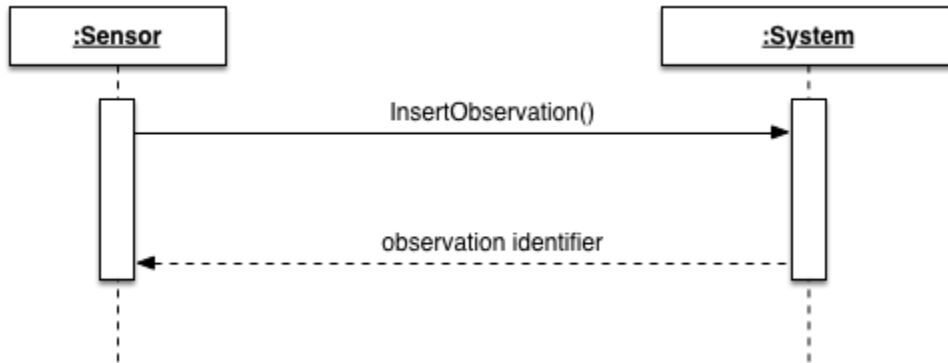 :Sensor
:System
InsertObservation()
observation identifier